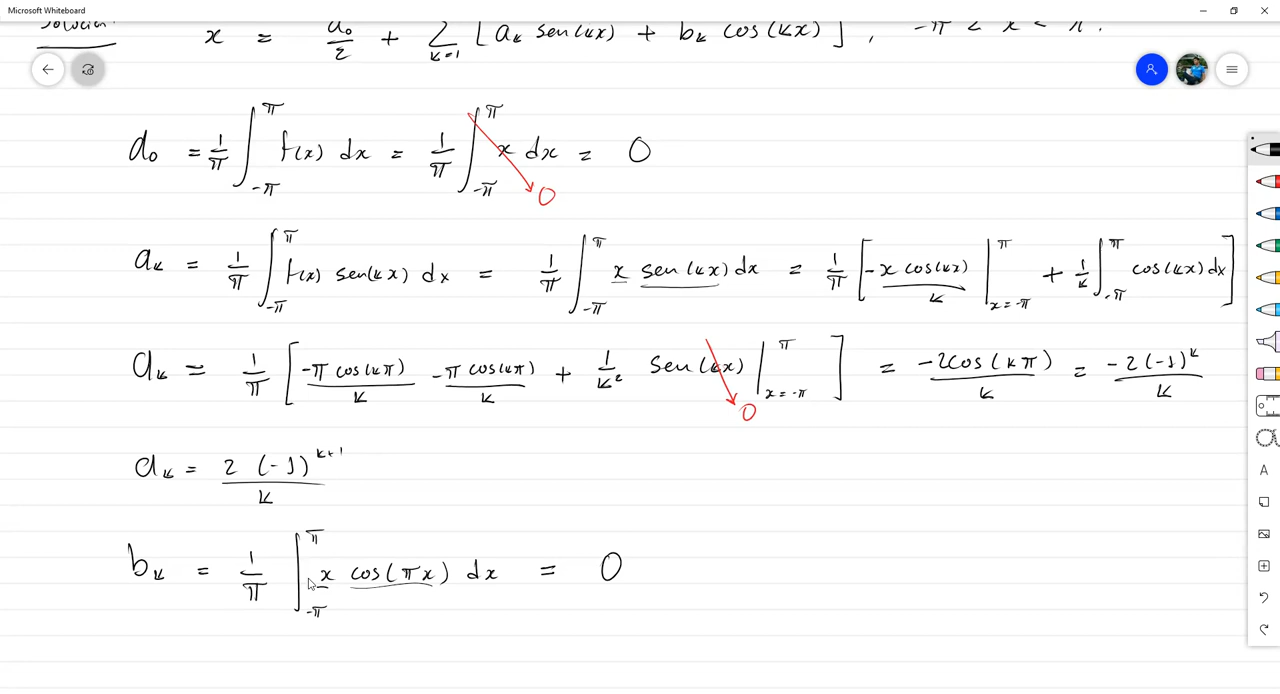 Microsoft Whiteboard
Solución x = a₀/2 + ∑_{k=1} [a_k sen(kx) + b_k cos(kx)], -π < x < π.
a₀ = 1/π ∫_{-π}^{π} f(x) dx = 1/π ∫_{-π}^{π} x dx = 0
0
a_k = 1/π ∫_{-π}^{π} f(x) sen(kx) dx = 1/π ∫_{-π}^{π} x sen(kx) dx = 1/π [-x cos(kx)/k |_{x=-π}^{π} + 1/k ∫_{-π}^{π} cos(kx) dx]
a_k = 1/π [-π cos(kπ)/k -π cos(kπ)/k + 1/k² sen(kx) |_{x=-π}^{π}] = -2cos(kπ)/k = -2(-1)^k/k
0
a_k = 2(-1)^{k+1}/k
b_k = 1/π ∫_{-π}^{π} x cos(πx) dx = 0
A